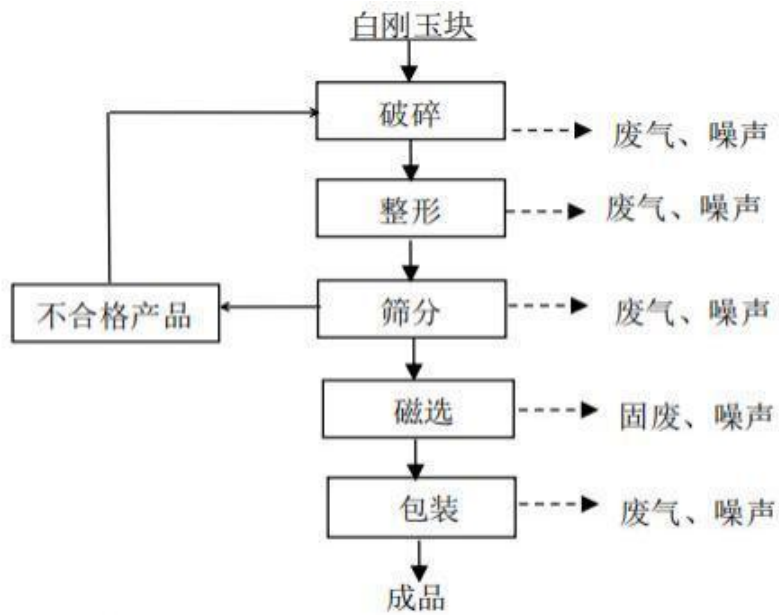 白刚玉块
破碎
废气、噪声
整形
废气、噪声
不合格产品
筛分
废气、噪声
磁选
固废、噪声
包装
废气、噪声
成品